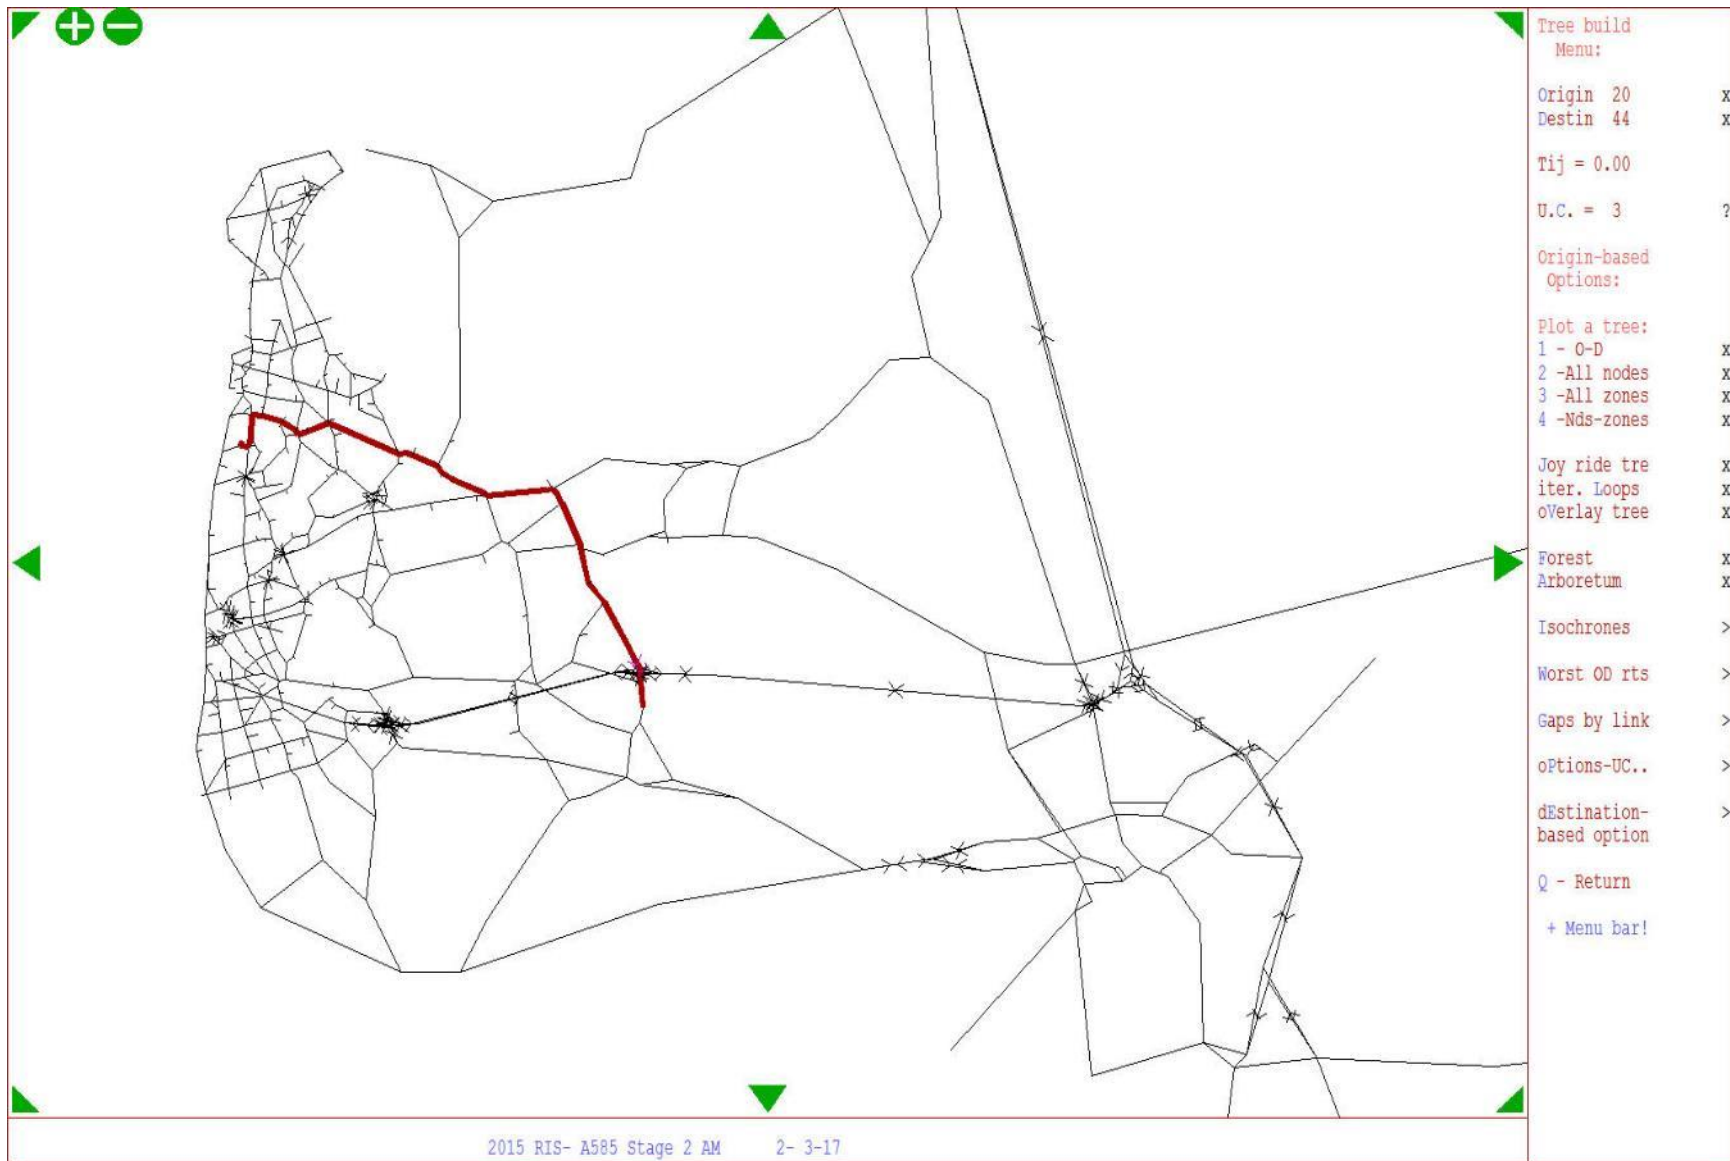 Tree build
Menu:
Origin 20 x
Destin 44 x
Tij = 0.00
U.C. = 3 ?
Origin-based
Options:
Plot a tree:
1 - O-D x
2 -All nodes x
3 -All zones x
4 -Nds-zones x
Joy ride tre x
iter. Loops x
oVerlay tree x
Forest x
Arboretum x
Isochrones >
Worst OD rts >
Gaps by link >
oPtions-UC.. >
dEstination- >
based option
Q - Return
+ Menu bar!
2015 RIS- A585 Stage 2 AM 2- 3-17